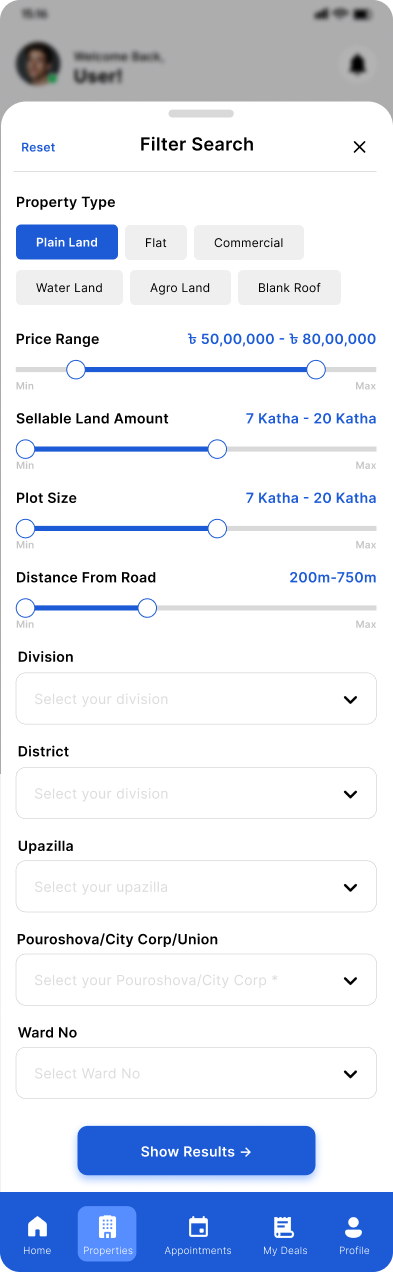 15:16
Welcome Back,
User!
Reset Filter Search
Property Type
Plain Land Flat Commercial
Water Land Agro Land Blank Roof
Price Range ৳ 50,00,000 - ৳ 80,00,000
Min Max
Sellable Land Amount 7 Katha - 20 Katha
Min Max
Plot Size 7 Katha - 20 Katha
Min Max
Distance From Road 200m-750m
Min Max
Division
Select your division
District
Select your division
Upazilla
Select your upazilla
Pouroshova/City Corp/Union
Select your Pouroshova/City Corp *
Ward No
Select Ward No
Show Results →
Home Properties Appointments My Deals Profile